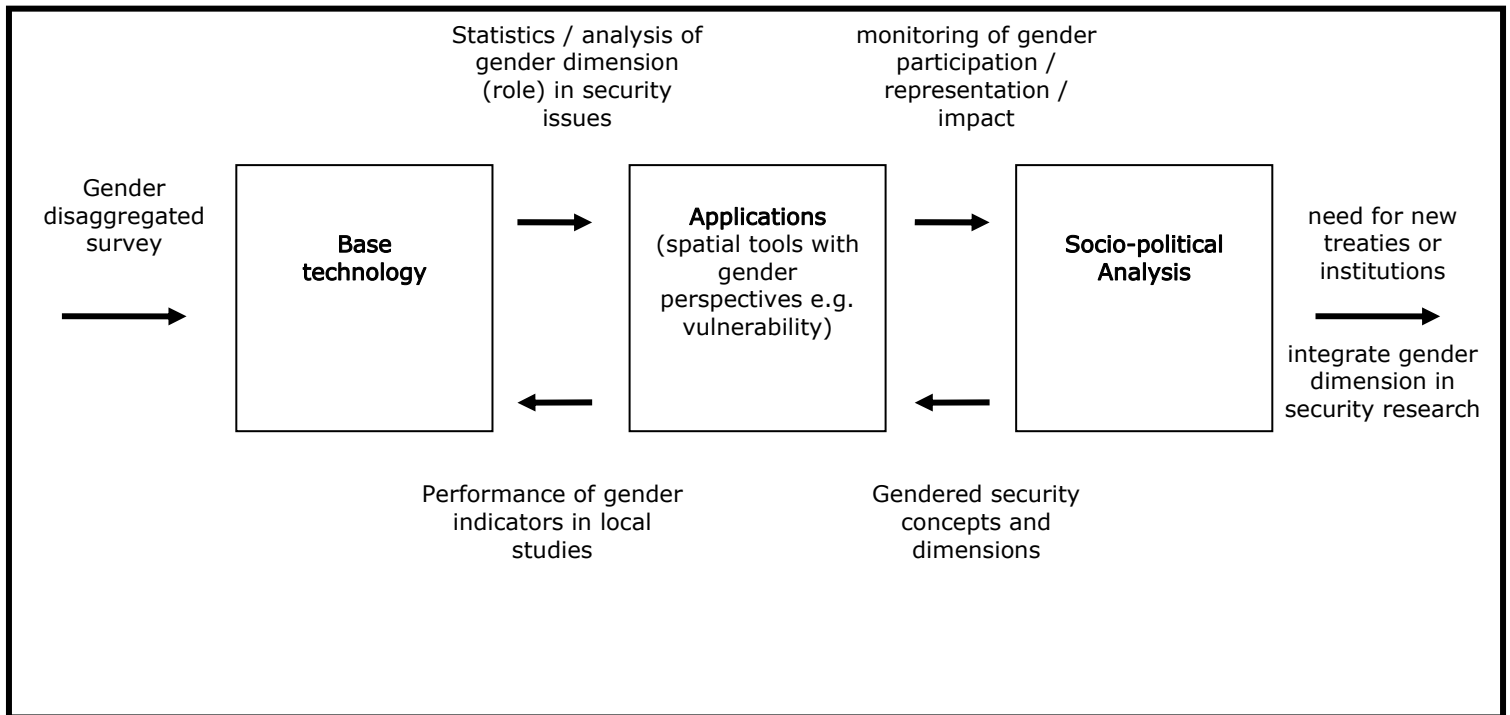 Statistics / analysis of
gender dimension
(role) in security
issues
monitoring of gender
participation /
representation /
impact
Gender
disaggregated
survey
Base
technology
Applications
(spatial tools with
gender
perspectives e.g.
vulnerability)
Socio-political
Analysis
need for new
treaties or
institutions
integrate gender
dimension in
security research
Performance of gender
indicators in local
studies
Gendered security
concepts and
dimensions